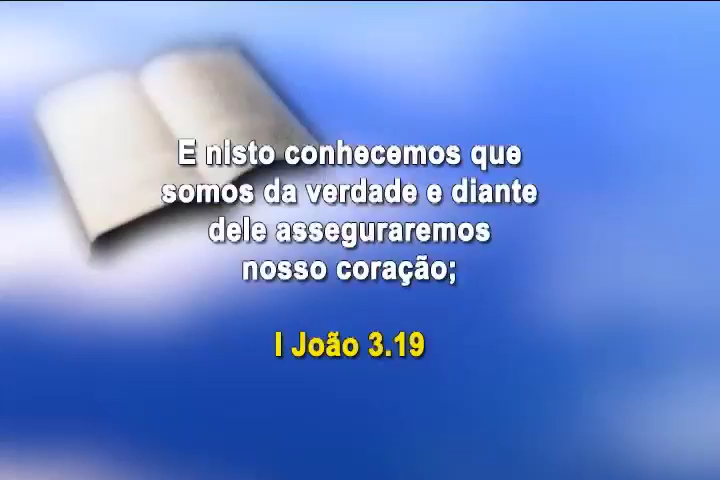 E nisto conhecemos que
somos da verdade e diante
dele asseguraremos
nosso coração;
I João 3.19